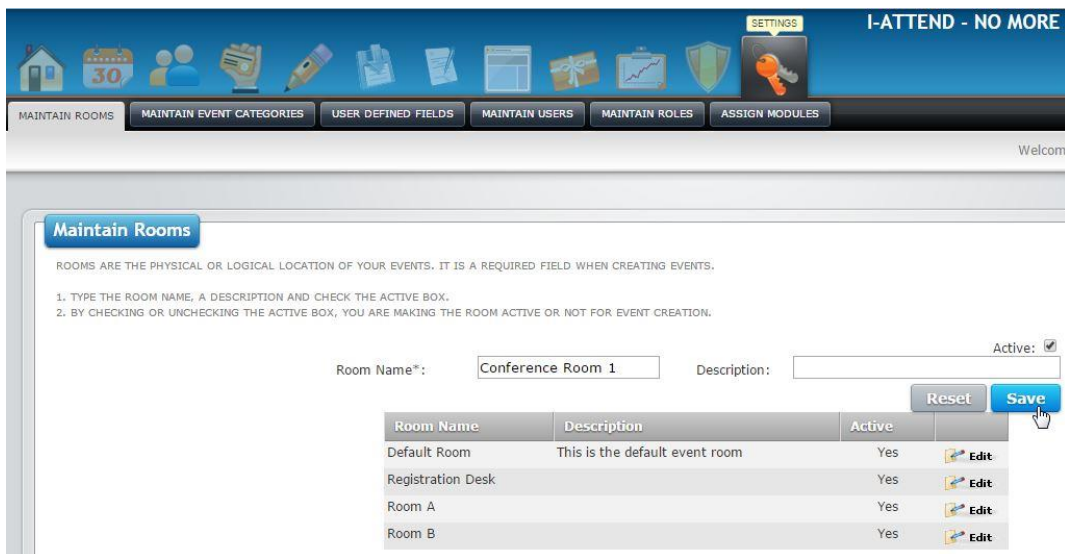 SETTINGS
I-ATTEND - NO MORE
30
MAINTAIN ROOMS MAINTAIN EVENT CATEGORIES USER DEFINED FIELDS MAINTAIN USERS MAINTAIN ROLES ASSIGN MODULES
Welcom
Maintain Rooms
ROOMS ARE THE PHYSICAL OR LOGICAL LOCATION OF YOUR EVENTS. IT IS A REQUIRED FIELD WHEN CREATING EVENTS.
1. TYPE THE ROOM NAME, A DESCRIPTION AND CHECK THE ACTIVE BOX.
2. BY CHECKING OR UNCHECKING THE ACTIVE BOX, YOU ARE MAKING THE ROOM ACTIVE OR NOT FOR EVENT CREATION.
Active:
Room Name*: Conference Room 1 Description:
Reset Save
Room Name Description Active
Default Room This is the default event room Yes Edit
Registration Desk Yes Edit
Room A Yes Edit
Room B Yes Edit